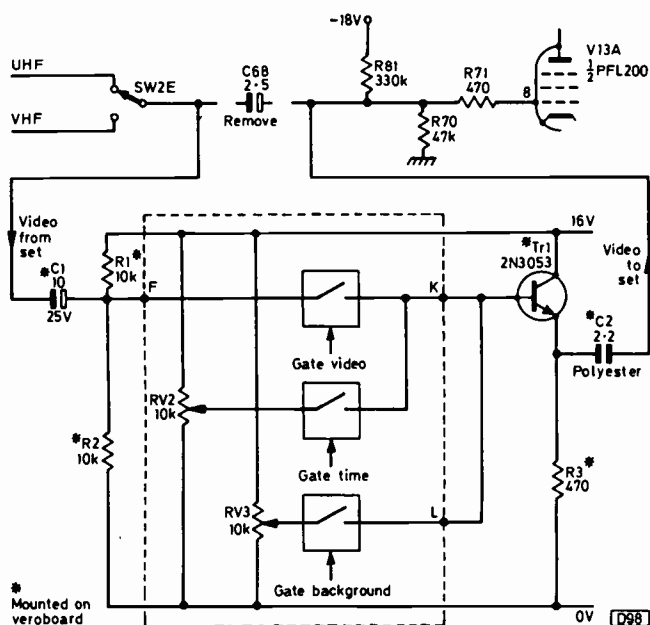 -18V
V13A
½PFL200
UHF
SW2E
C68
2·5
Remove
R81
330k
R71
470
8
VHF
R70
47k
Video
from
set
16V
*C1
10
25V
R1*
10k
F
K
*Tr1
2N3053
Video
to
set
Gate video
*C2
2·2
Polyester
RV2
10k
*R2
10k
Gate time
R3*
470
RV3
10k
L
Gate background
*
Mounted on
veroboard
0V
D98